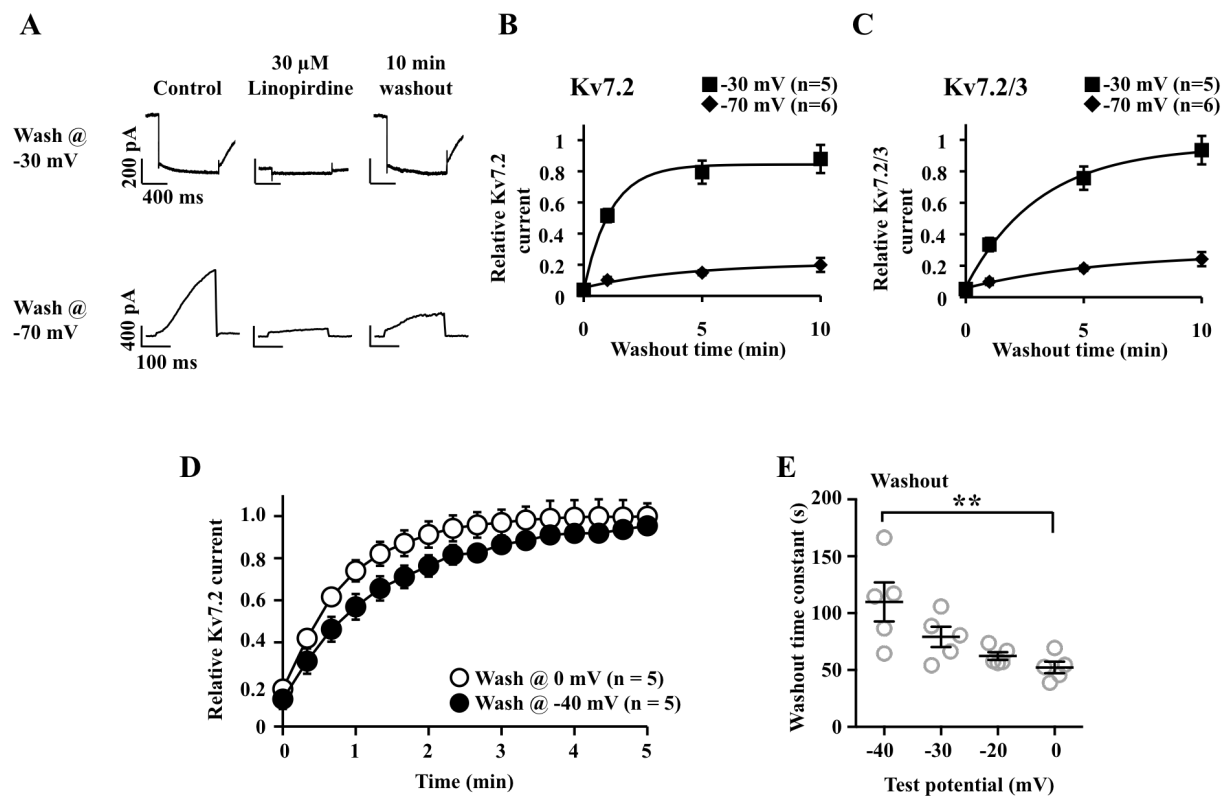 A
30 µM
10 min
Control
Linopirdine
washout
Wash @
-30 mV
200 pA
400 ms
Wash @
-70 mV
400 pA
100 ms
B
Kv7.2
-30 mV (n=5)
-70 mV (n=6)
Relative Kv7.2
current
1
0.8
0.6
0.4
0.2
0
0
5
10
Washout time (min)
C
Kv7.2/3
-30 mV (n=5)
-70 mV (n=6)
Relative Kv7.2/3
current
1
0.8
0.6
0.4
0.2
0
0
5
10
Washout time (min)
D
Relative Kv7.2 current
1.0
0.8
0.6
0.4
0.2
0
Wash @ 0 mV (n = 5)
Wash @ -40 mV (n = 5)
0
1
2
3
4
5
Time (min)
E
Washout
**
Washout time constant (s)
200
150
100
50
0
-40
-30
-20
0
Test potential (mV)